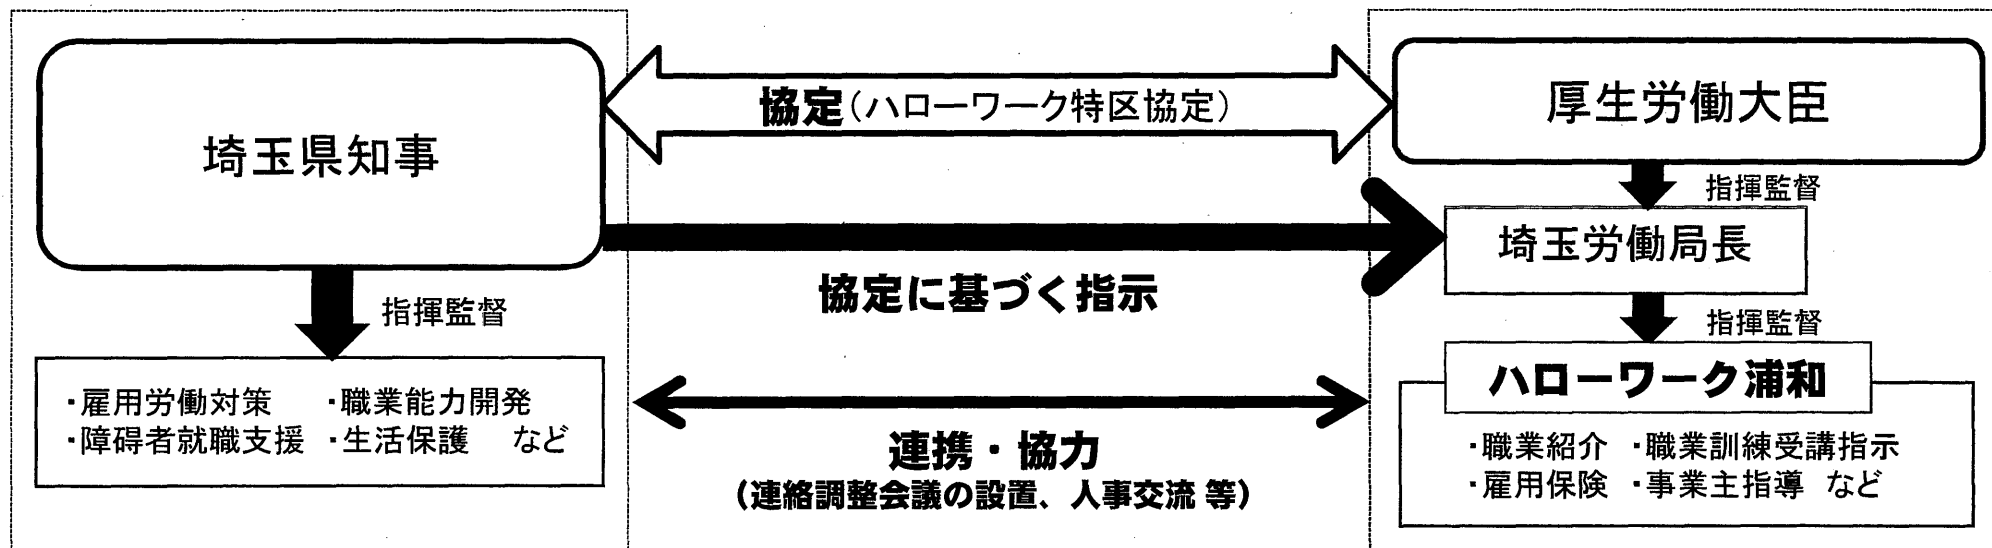 埼玉県知事
指揮監督
・雇用労働対策 ・職業能力開発
・障碍者就職支援 ・生活保護 など
協定(ハローワーク特区協定)
協定に基づく指示
連携・協力
(連絡調整会議の設置、人事交流 等)
厚生労働大臣
指揮監督
埼玉労働局長
指揮監督
ハローワーク浦和
・職業紹介 ・職業訓練受講指示
・雇用保険 ・事業主指導 など